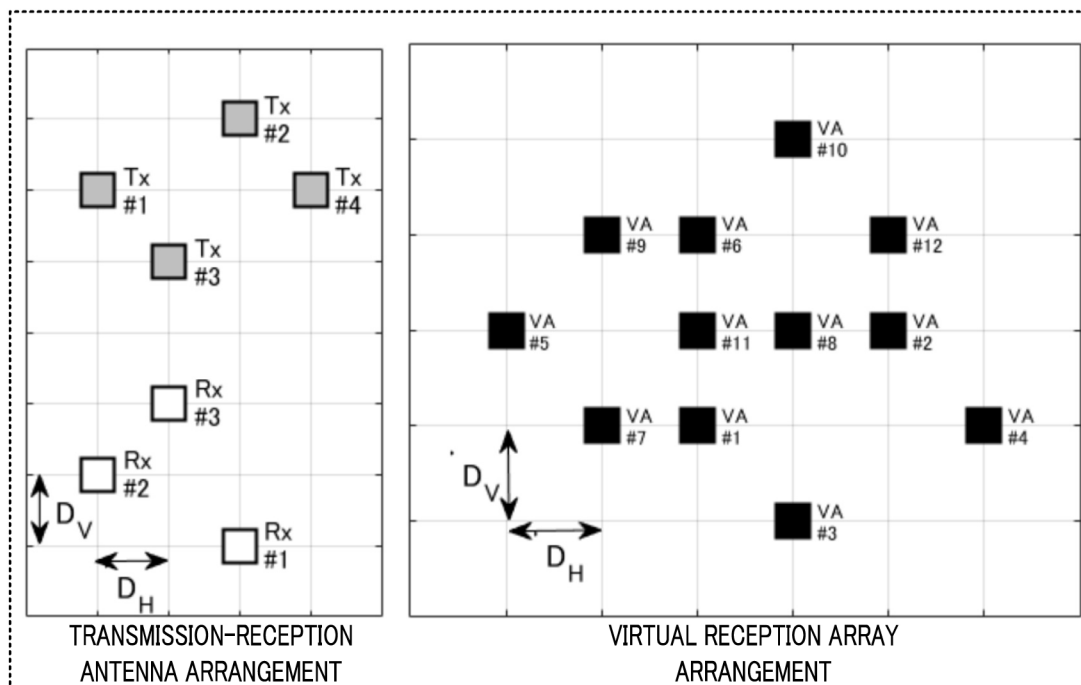 Tx
#2
Tx
#1
Tx
#4
Tx
#3
Rx
#3
Rx
#2
Rx
#1
DV
DH
TRANSMISSION-RECEPTION
ANTENNA ARRANGEMENT
VA
#10
VA
#9
VA
#6
VA
#12
VA
#5
VA
#11
VA
#8
VA
#2
VA
#7
VA
#1
VA
#4
VA
#3
DV
DH
VIRTUAL RECEPTION ARRAY
ARRANGEMENT